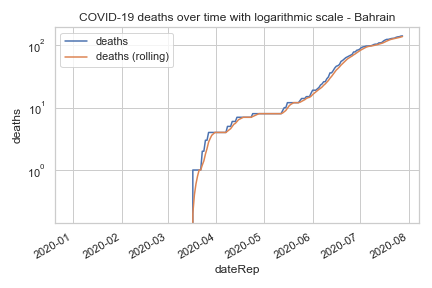 COVID-19 deaths over time with logarithmic scale - Bahrain
deaths
deaths (rolling)
10²
10¹
10⁰
deaths
2020-01
2020-02
2020-03
2020-04
2020-05
2020-06
2020-07
2020-08
dateRep